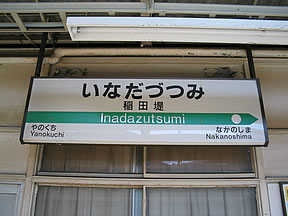 いなだづつみ
稲田堤
Inadazutsumi
やのくち
Yanokuchi
なかのしま
Nakanoshima